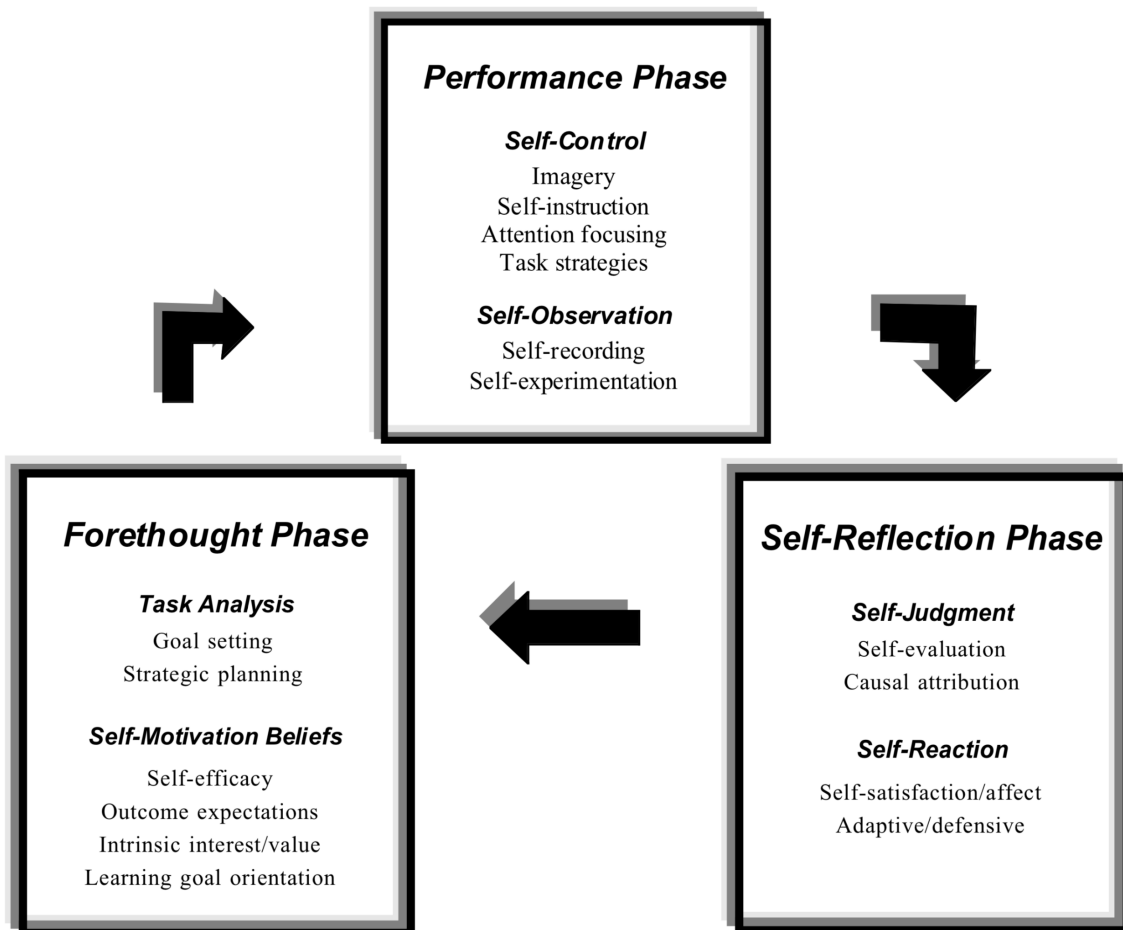 Performance Phase
Self-Control
Imagery
Self-instruction
Attention focusing
Task strategies
Self-Observation
Self-recording
Self-experimentation
Forethought Phase
Task Analysis
Goal setting
Strategic planning
Self-Motivation Beliefs
Self-efficacy
Outcome expectations
Intrinsic interest/value
Learning goal orientation
Self-Reflection Phase
Self-Judgment
Self-evaluation
Causal attribution
Self-Reaction
Self-satisfaction/affect
Adaptive/defensive